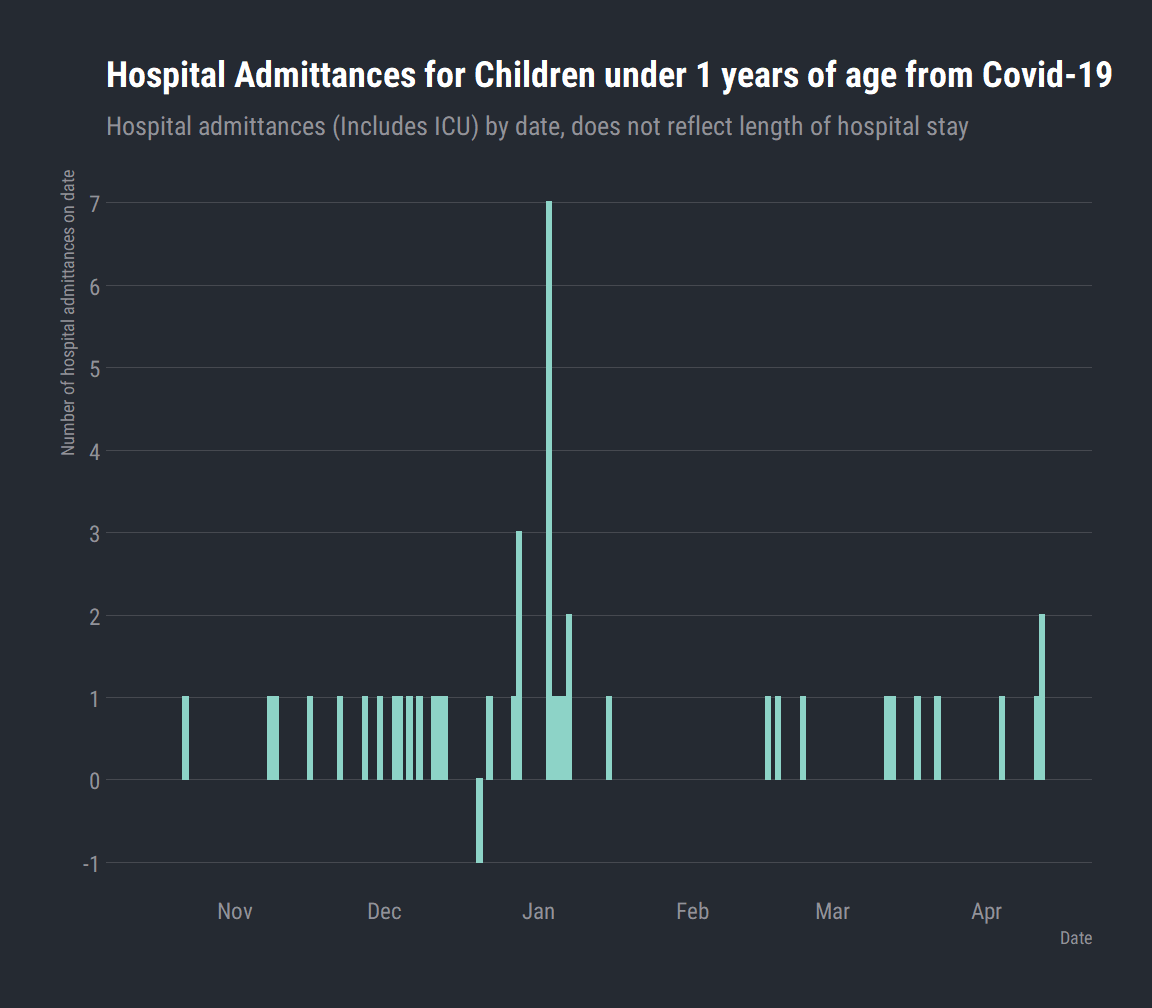 Hospital Admittances for Children under 1 years of age from Covid-19
Hospital admittances (Includes ICU) by date, does not reflect length of hospital stay
Number of hospital admittances on date
7
6
5
4
3
2
1
0
-1
Nov Dec Jan Feb Mar Apr
Date